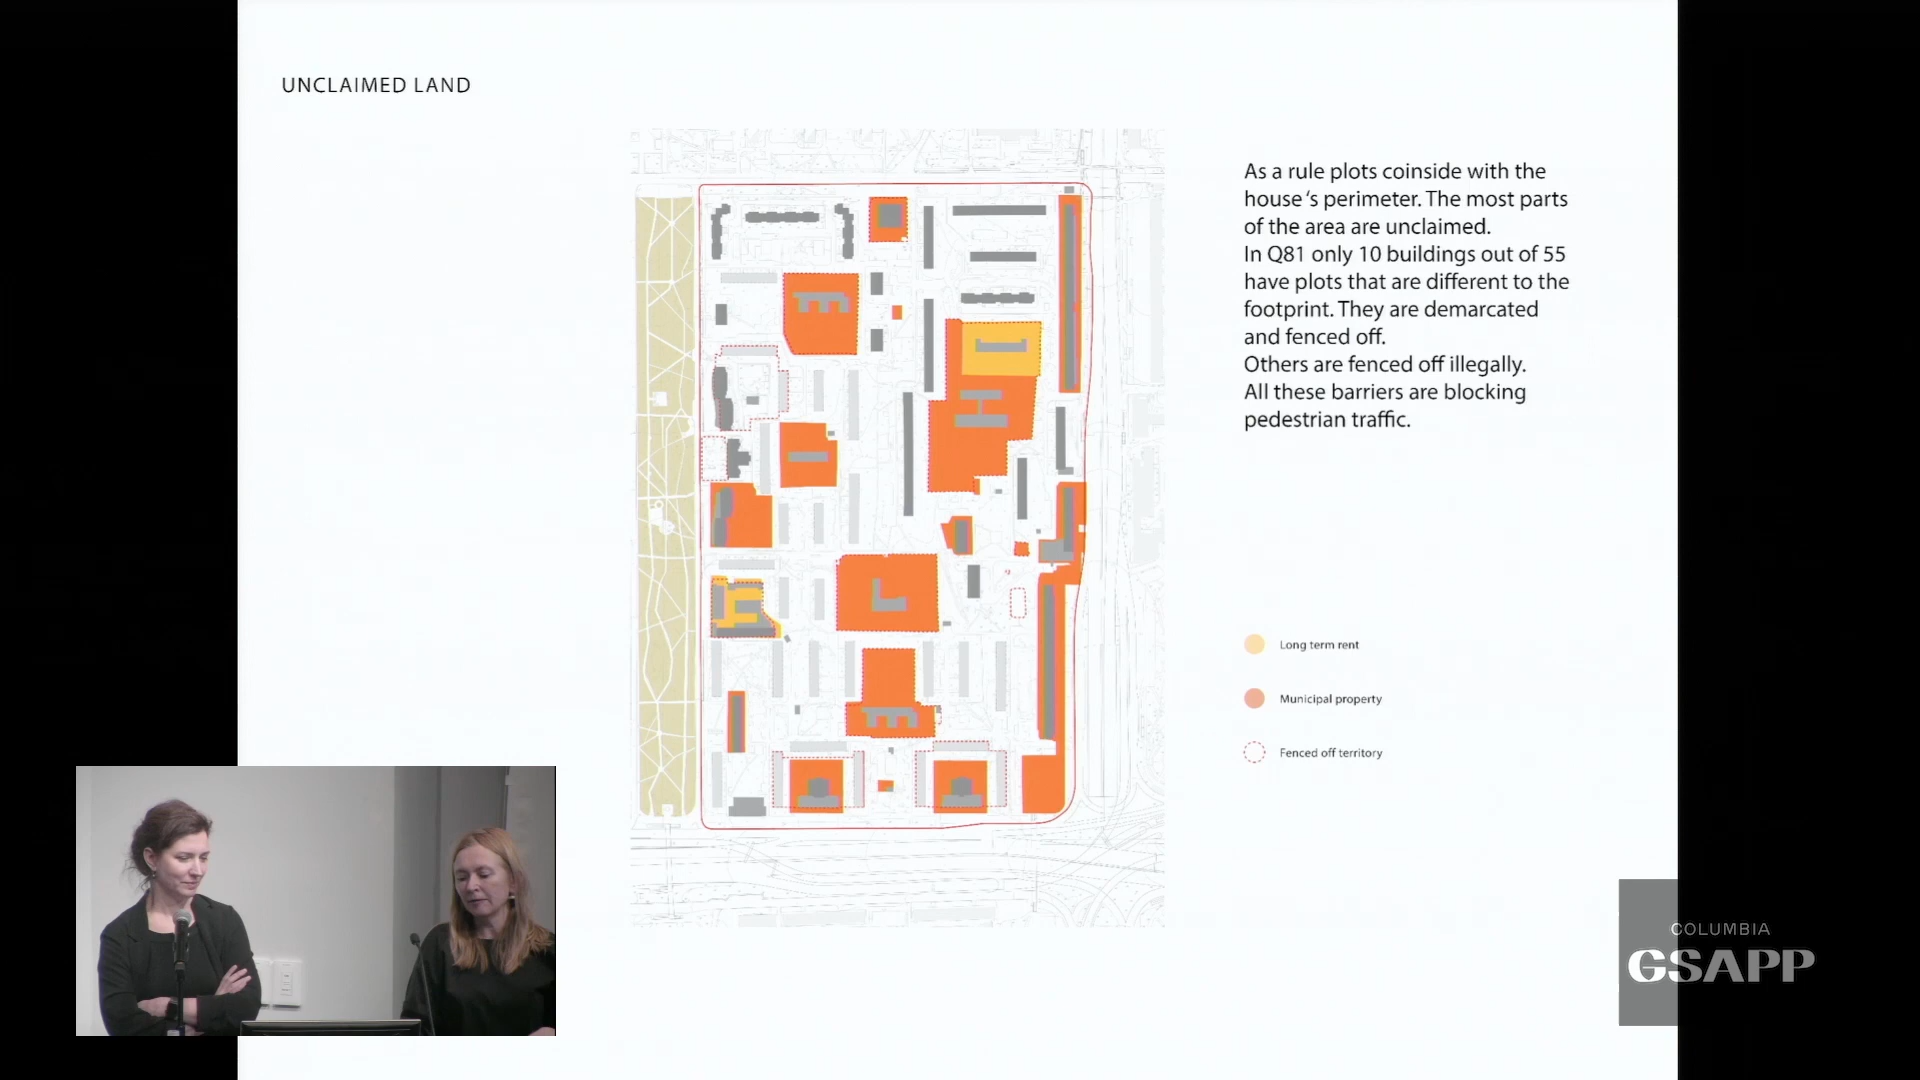 UNCLAIMED LAND
As a rule plots coinside with the
house‘s perimeter. The most parts
of the area are unclaimed.
In Q81 only 10 buildings out of 55
have plots that are different to the
footprint. They are demarcated
and fenced off.
Others are fenced off illegally.
All these barriers are blocking
pedestrian traffic.
Long term rent
Municipal property
Fenced off territory
COLUMBIA
GSAPP